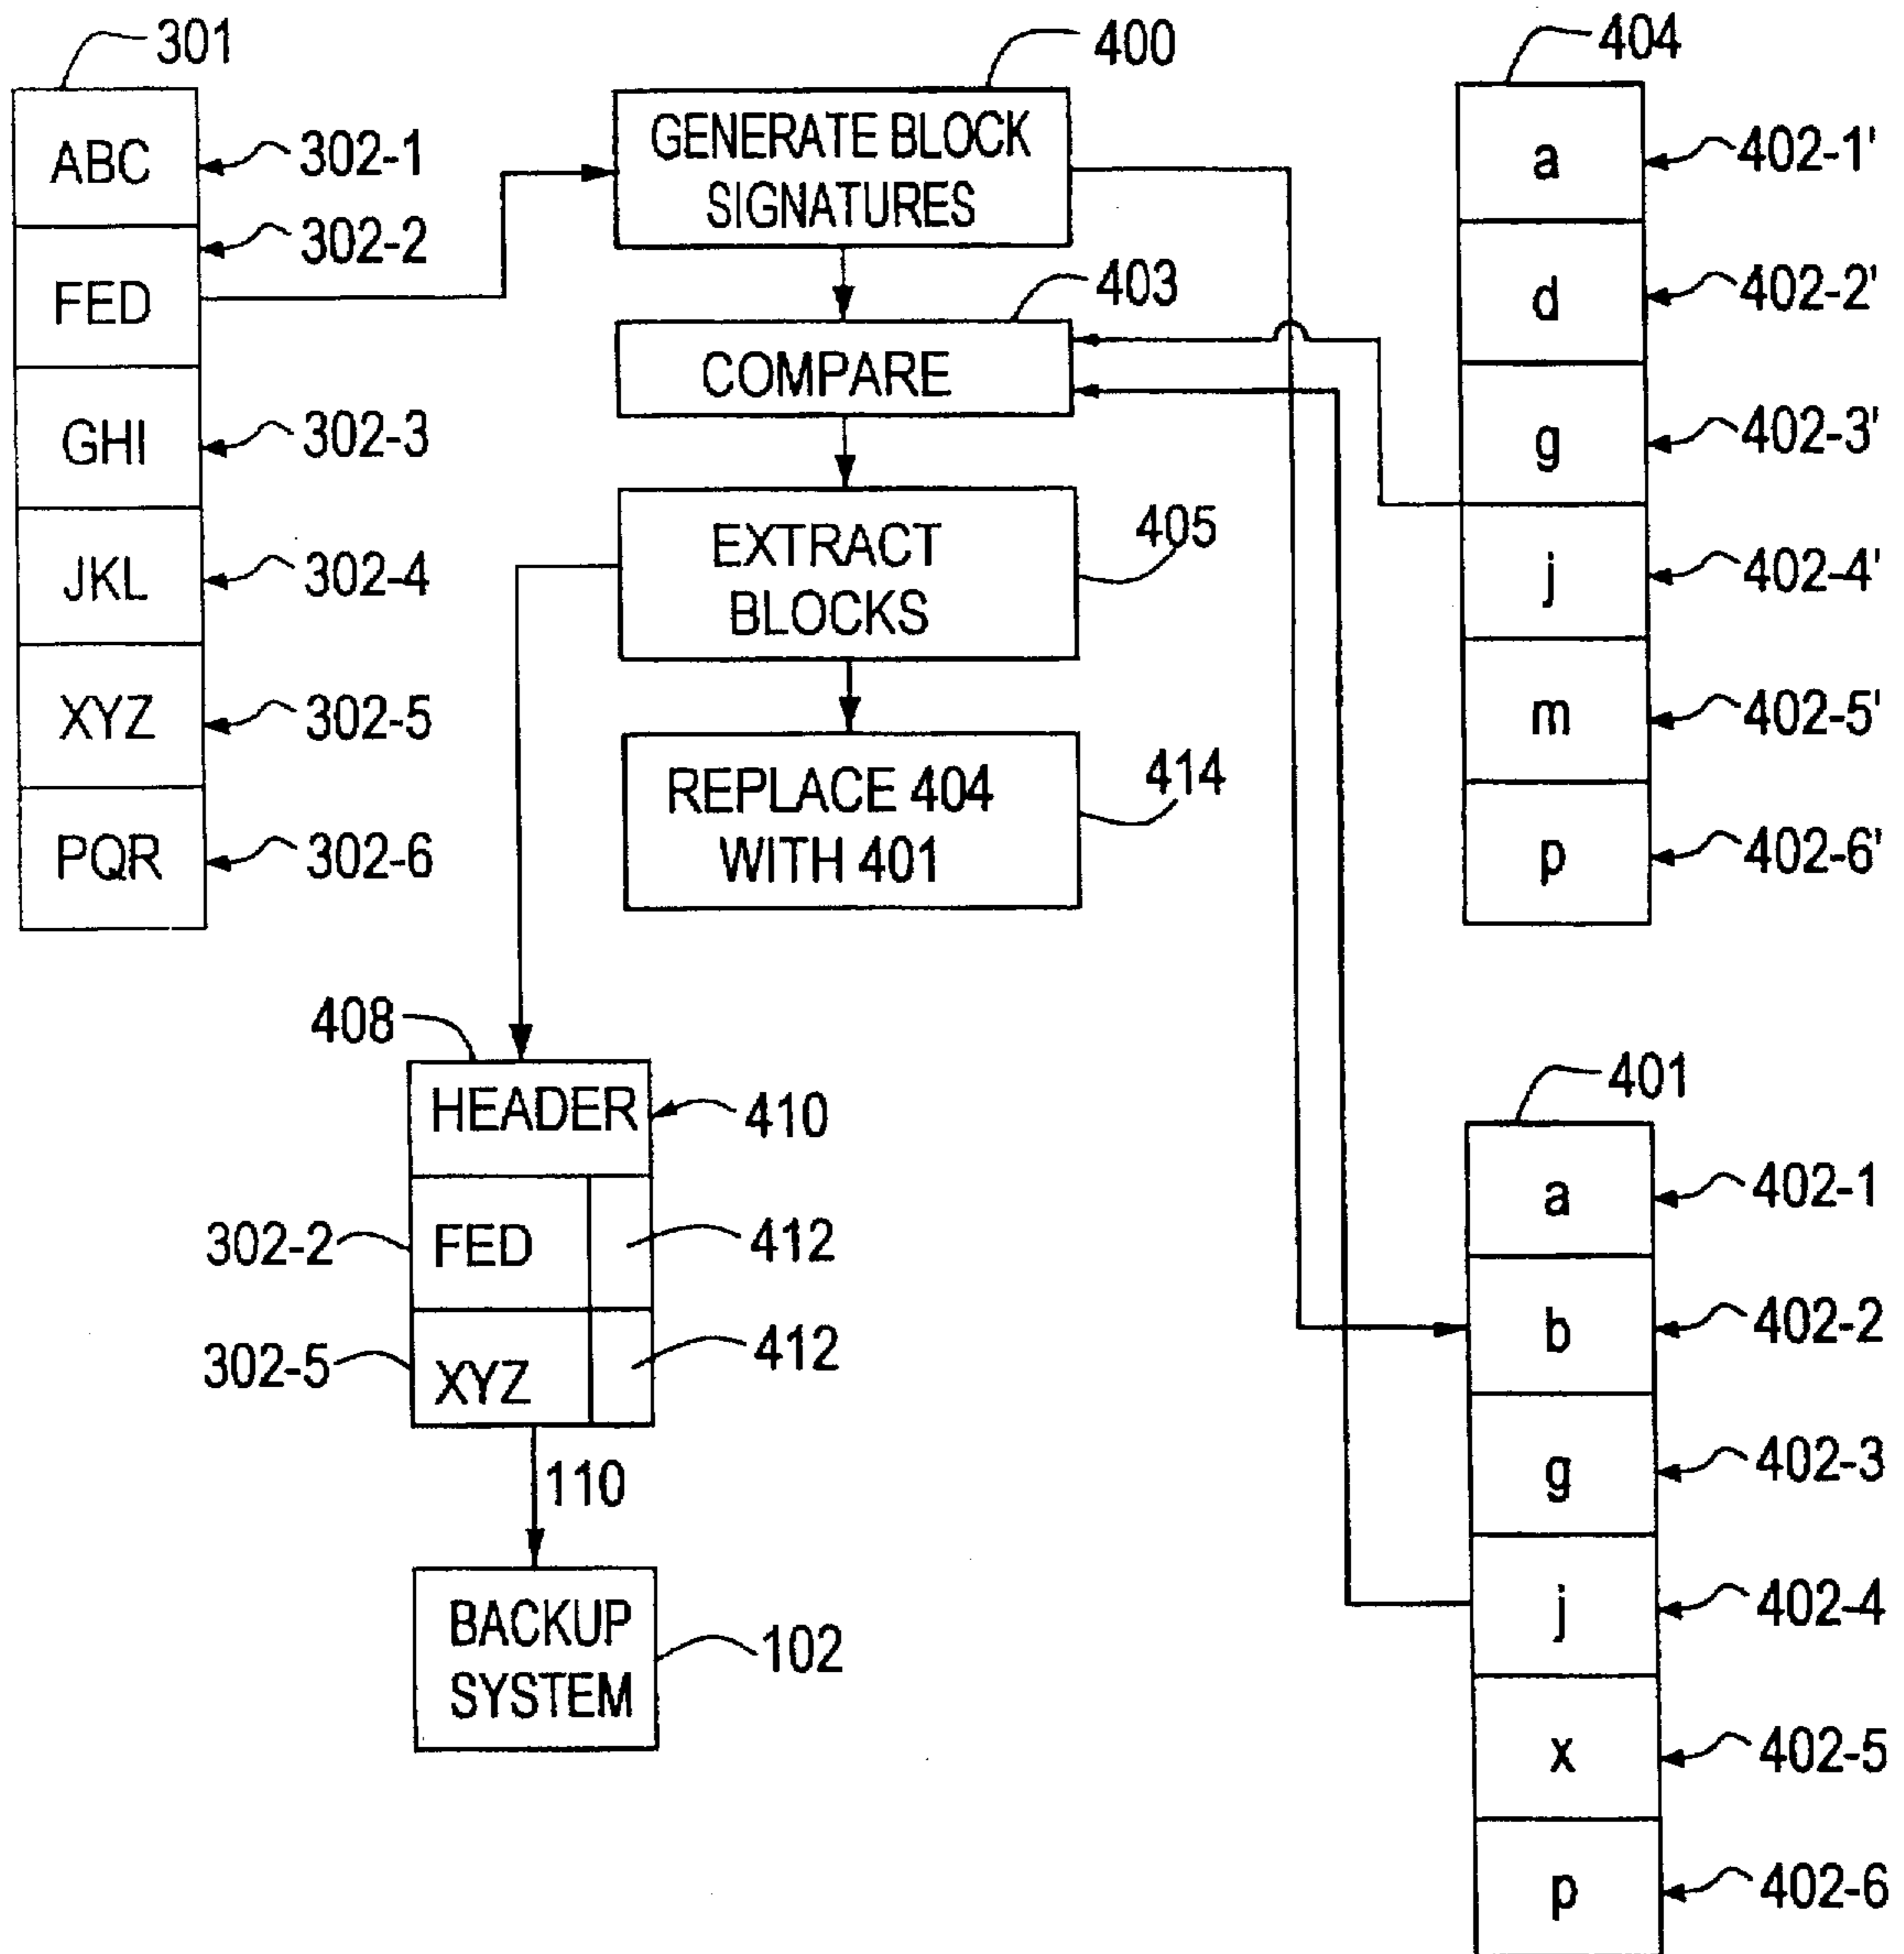 301
ABC
302-1
302-2
FED
GHI
302-3
JKL
302-4
XYZ
302-5
PQR
302-6
400
GENERATE BLOCK
SIGNATURES
403
COMPARE
EXTRACT
BLOCKS
405
REPLACE 404
WITH 401
414
404
a
402-1'
d
402-2'
g
402-3'
j
402-4'
m
402-5'
p
402-6'
408
HEADER
410
302-2
FED
412
302-5
XYZ
412
110
BACKUP
SYSTEM
102
401
a
402-1
b
402-2
g
402-3
j
402-4
x
402-5
p
402-6